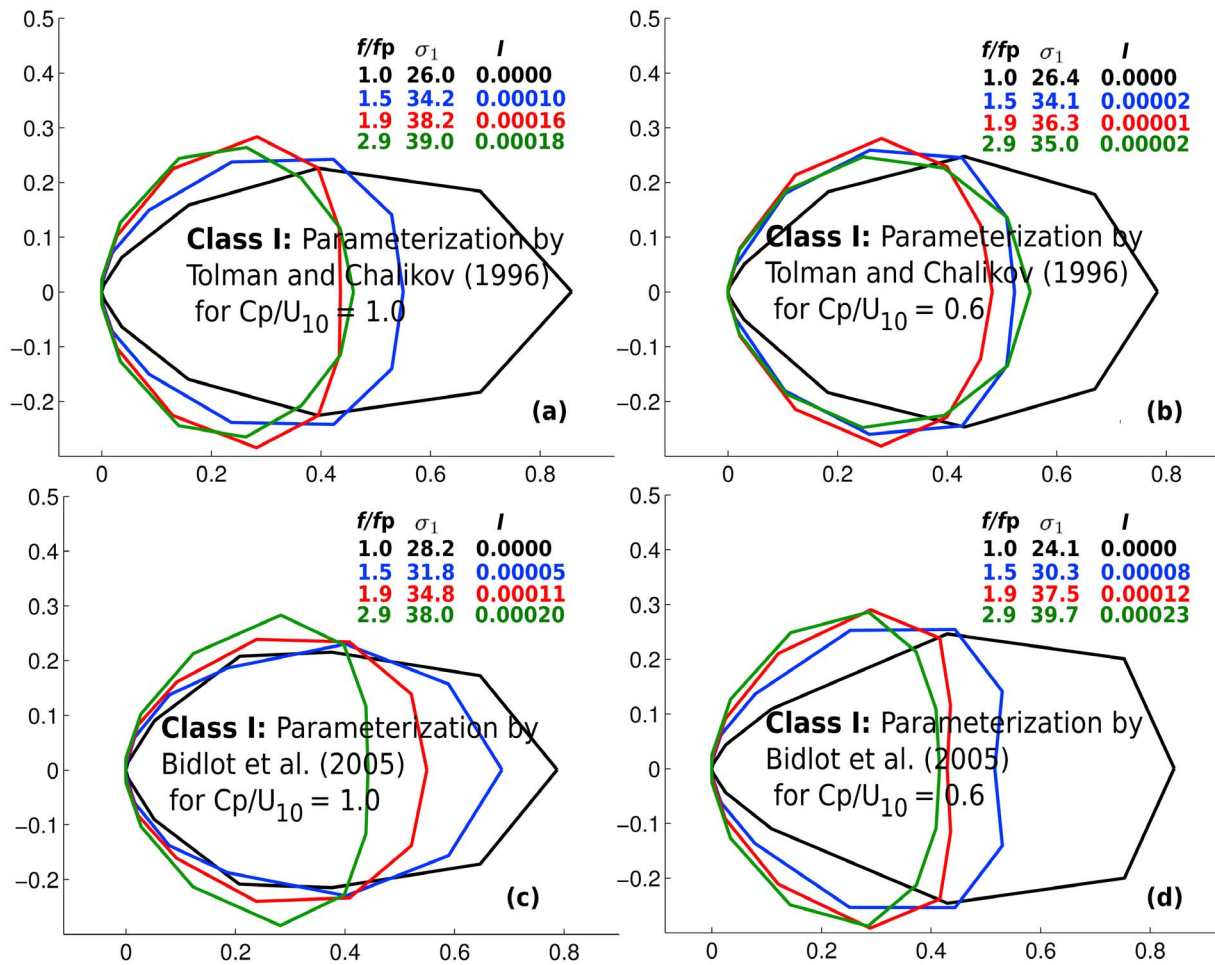 0.5
0.4
0.3
0.2
0.1
0
−0.1
−0.2
0
0.2
0.4
0.6
0.8
f/fp σ1 I
1.0 26.0 0.0000
1.5 34.2 0.00010
1.9 38.2 0.00016
2.9 39.0 0.00018
Class I: Parameterization by
Tolman and Chalikov (1996)
for Cp/U10 = 1.0
(a)
0.5
0.4
0.3
0.2
0.1
0
−0.1
−0.2
0
0.2
0.4
0.6
0.8
f/fp σ1 I
1.0 26.4 0.0000
1.5 34.1 0.00002
1.9 36.3 0.00001
2.9 35.0 0.00002
Class I: Parameterization by
Tolman and Chalikov (1996)
for Cp/U10 = 0.6
(b)
0.5
0.4
0.3
0.2
0.1
0
−0.1
−0.2
0
0.2
0.4
0.6
0.8
f/fp σ1 I
1.0 28.2 0.0000
1.5 31.8 0.00005
1.9 34.8 0.00011
2.9 38.0 0.00020
Class I: Parameterization by
Bidlot et al. (2005)
for Cp/U10 = 1.0
(c)
0.5
0.4
0.3
0.2
0.1
0
−0.1
−0.2
0
0.2
0.4
0.6
0.8
f/fp σ1 I
1.0 24.1 0.0000
1.5 30.3 0.00008
1.9 37.5 0.00012
2.9 39.7 0.00023
Class I: Parameterization by
Bidlot et al. (2005)
for Cp/U10 = 0.6
(d)